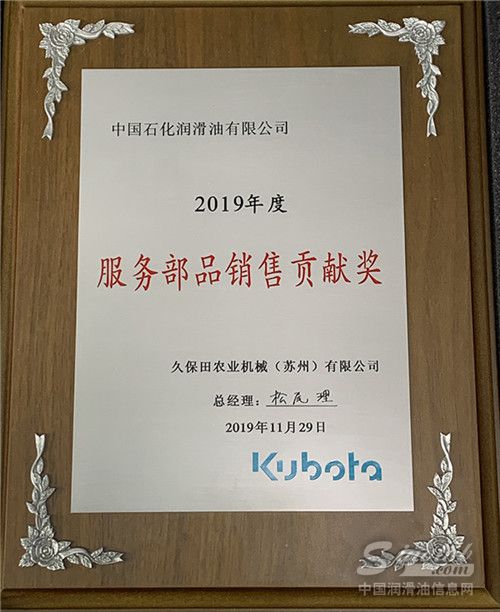 中国石化润滑油有限公司
2019年度
服务部品销售贡献奖
久保田农业机械（苏州）有限公司
总经理：松尾 理
2019年11月29日
Kubota
中国润滑油信息网